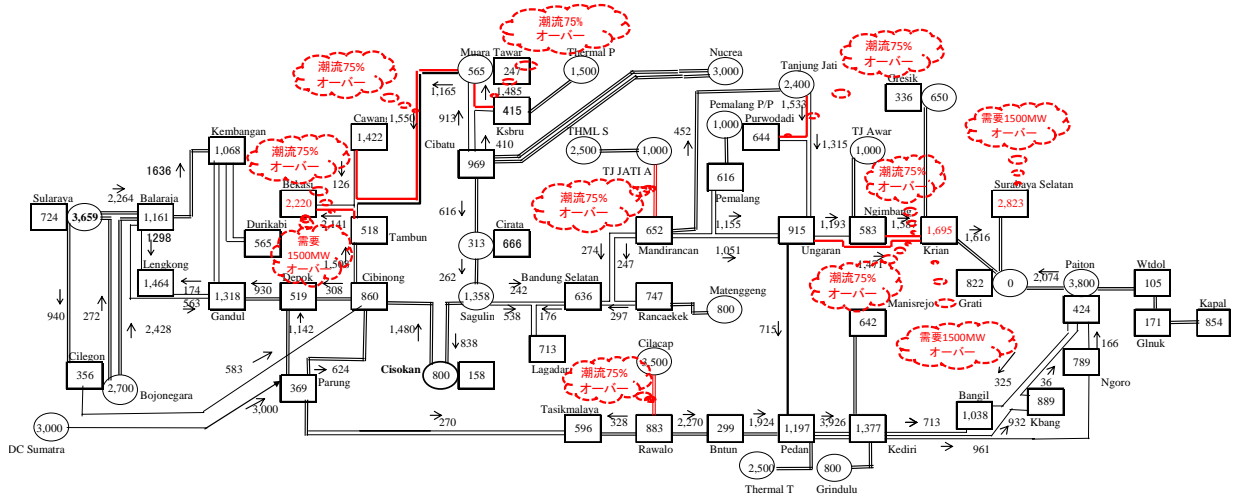 潮流75%
オーバー
潮流75%
オーバー
潮流75%
オーバー
Muara Tawar
565
247
Thermal P
1,500
Nucrea
3,000
Tanjung Jati
2,400
Gresik
336
650
需要1500MW
オーバー
1,165
1,485
1,550
913
415
Ksbru
410
Cawang
1,422
Cibatu
969
THML S
2,500
1,000
TJ JATI A
452
Pemalang P/P
1,000
Purwodadi
644
1,533
1,315
TJ Awar
1,000
潮流75%
オーバー
Kembangan
1,068
潮流75%
オーバー
Bekasi
2,220
126
2,141
1636
Sularaya
724
3,659
2,264
Balaraja
1,161
1298
Durikabi
565
需要
1500MW
オーバー
518
Tambun
616
Cirata
313
666
262
潮流75%
オーバー
616
Pemalang
652
Mandirancan
1,155
1,051
274
247
915
Ungaran
1,193
Ngimbang
583
1,695
Krian
1,616
Surabaya Selatan
2,823
Lengkong
1,464
174
563
1,318
Gandul
930
Depok
519
308
Cibinong
860
1,142
1,358
Sagulin
242
538
Bandung Selatan
636
176
713
Lagadar
747
Rancaekek
297
Matenggeng
800
潮流75%
オーバー
Manisrejo
642
822
Grati
0
2,074
Paiton
3,800
424
Wtdol
105
171
Glnuk
Kapal
854
940
272
2,428
Cilegon
356
2,700
Bojonegara
583
3,000
369
Parung
624
1,480
838
Cisokan
800
158
潮流75%
オーバー
Cilacap
3,500
715
需要1500MW
オーバー
166
789
Ngoro
325
36
889
Kbang
932
Bangil
1,038
DC Sumatra
3,000
270
Tasikmalaya
596
328
883
Rawalo
2,270
299
Bntun
1,924
1,197
Pedan
3,926
1,377
Kediri
713
961
2,500
Thermal T
800
Grindulu